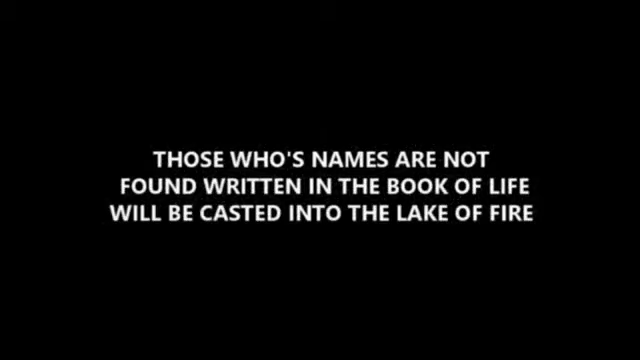 THOSE WHO'S NAMES ARE NOT
FOUND WRITTEN IN THE BOOK OF LIFE
WILL BE CASTED INTO THE LAKE OF FIRE